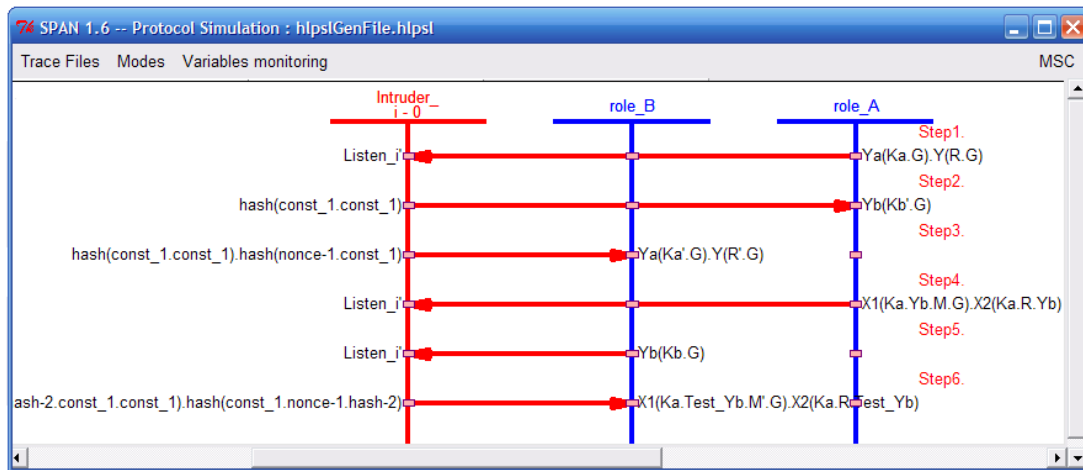 SPAN 1.6 -- Protocol Simulation : hlpslGenFile.hlpsl
Trace Files Modes Variables monitoring MSC
Intruder_
i - 0
role_B
role_A
Step1.
Listen_i'
Ya(Ka.G).Y(R.G)
Step2.
hash(const_1.const_1)
Yb(Kb'.G)
Step3.
hash(const_1.const_1).hash(nonce-1.const_1)
Ya(Ka'.G).Y(R'.G)
Step4.
Listen_i'
X1(Ka.Yb.M.G).X2(Ka.R.Yb)
Step5.
Listen_i'
Yb(Kb.G)
Step6.
ash-2.const_1.const_1).hash(const_1.nonce-1.hash-2)
X1(Ka.Test_Yb.M'.G).X2(Ka.R.Test_Yb)